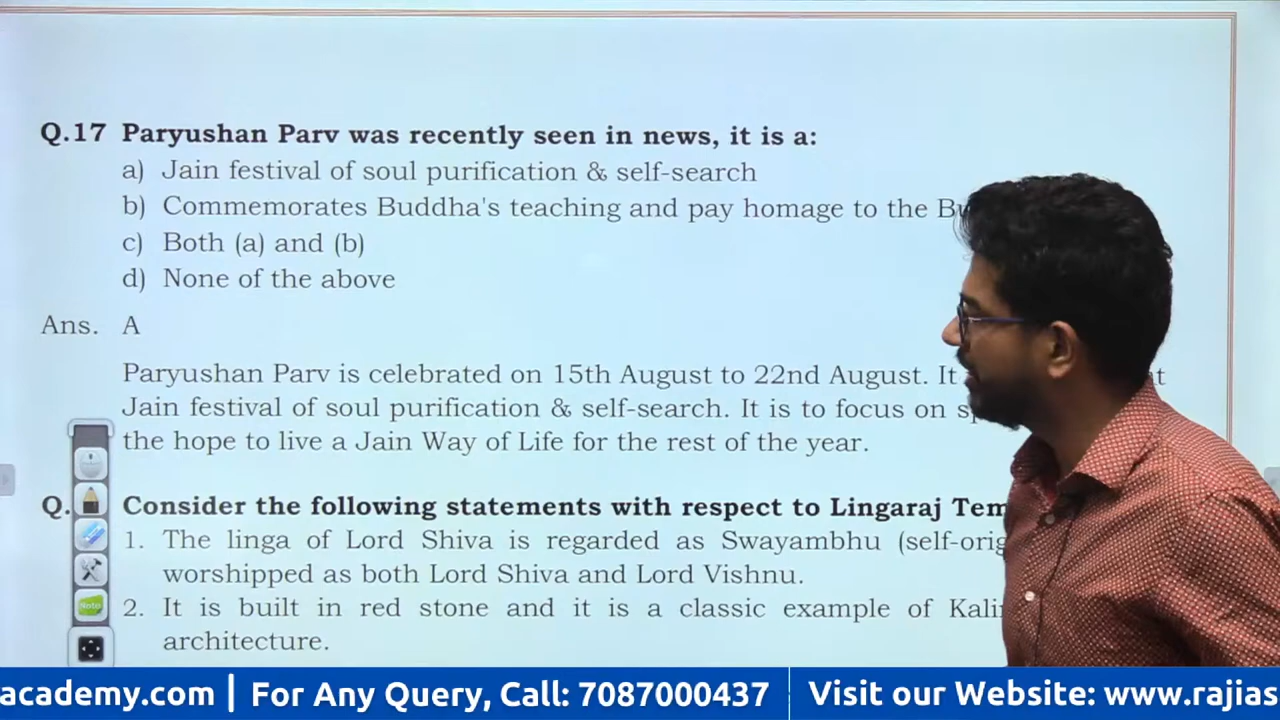 Q.17 Paryushan Parv was recently seen in news, it is a:
a) Jain festival of soul purification & self-search
b) Commemorates Buddha's teaching and pay homage to the
c) Both (a) and (b)
d) None of the above
Ans. A
Paryushan Parv is celebrated on 15th August to 22nd August. It
Jain festival of soul purification & self-search. It is to focus on
the hope to live a Jain Way of Life for the rest of the year.
Q. Consider the following statements with respect to Lingaraj
1. The linga of Lord Shiva is regarded as Swayambhu
worshipped as both Lord Shiva and Lord Vishnu.
2. It is built in red stone and it is a classic example of
architecture.
Note
academy.com | For Any Query, Call: 7087000437 Visit our Website: www.rajias